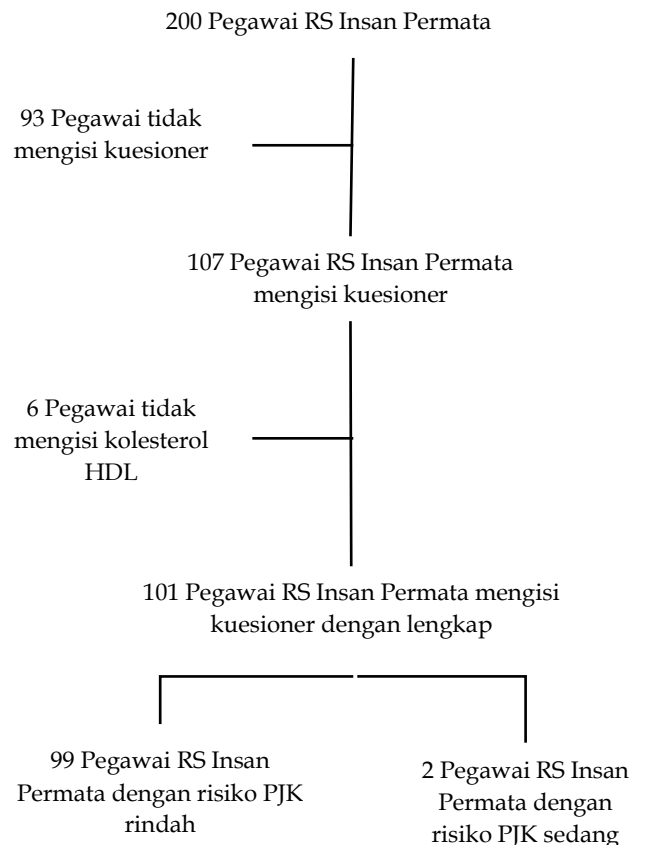 200 Pegawai RS Insan Permata
93 Pegawai tidak
mengisi kuesioner
107 Pegawai RS Insan Permata
mengisi kuesioner
6 Pegawai tidak
mengisi kolesterol
HDL
101 Pegawai RS Insan Permata mengisi
kuesioner dengan lengkap
99 Pegawai RS Insan
Permata dengan risiko PJK
rindah
2 Pegawai RS Insan
Permata dengan
risiko PJK sedang